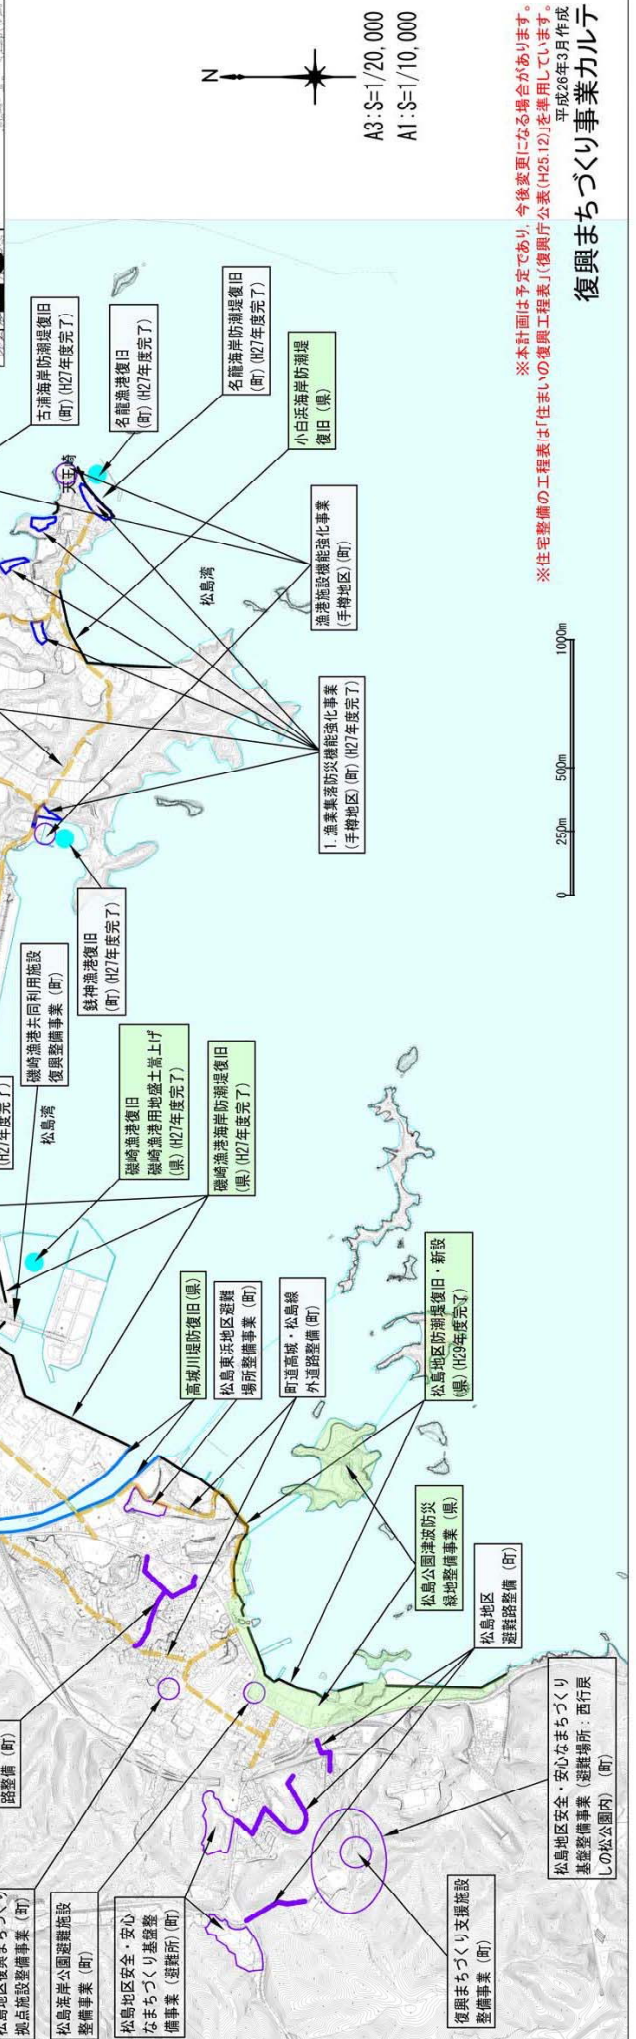 N
A3:S=1/20,000
A1:S=1/10,000
※本計画は予定であり、今後変更になる場合があります。
※住宅整備の工程表は「住まいの復興工程表」(復興庁公表(H25.12)」を準用しています。
平成26年3月作成
復興まちづくり事業カルテ
古浦海岸防潮堤復旧
(町)(H27年度完了)
名籠漁港復旧
(町)(H27年度完了)
名籠海岸防潮堤復旧
(町)(H27年度完了)
小白浜海岸防潮堤
復旧(県)
天王崎
松島湾
漁港施設機能強化事業
(手樽地区)(町)
1.漁業集落防災機能強化事業
(手樽地区)(町)(H27年度完了)
0
250m
500m
1000m
銭神漁港復旧
(町)(H27年度完了)
(H27年度完了)
磯崎漁港共同利用施設
復興整備事業(町)
松島湾
磯崎漁港復旧
磯崎漁港用地盛土嵩上げ
(県)(H27年度完了)
磯崎漁港海岸防潮堤復旧
(県)(H27年度完了)
高城川堤防復旧(県)
松島東浜地区避難
場所整備事業(町)
町道高城・松島線
外道路整備(町)
松島地区防潮堤復旧・新設
(県)(H29年度完了)
松島公園津波防災
緑地整備事業(県)
松島地区
避難路整備(町)
路整備(町)
松島地区復興まちづくり
拠点施設整備事業(町)
松島海岸公園避難施設
整備事業(町)
松島地区安全・安心
なまちづくり基盤整
備事業(避難所)(町)
復興まちづくり支援施設
整備事業(町)
松島地区安全・安心なまちづくり
基盤整備事業(避難場所:西行戻
しの松公園内)(町)